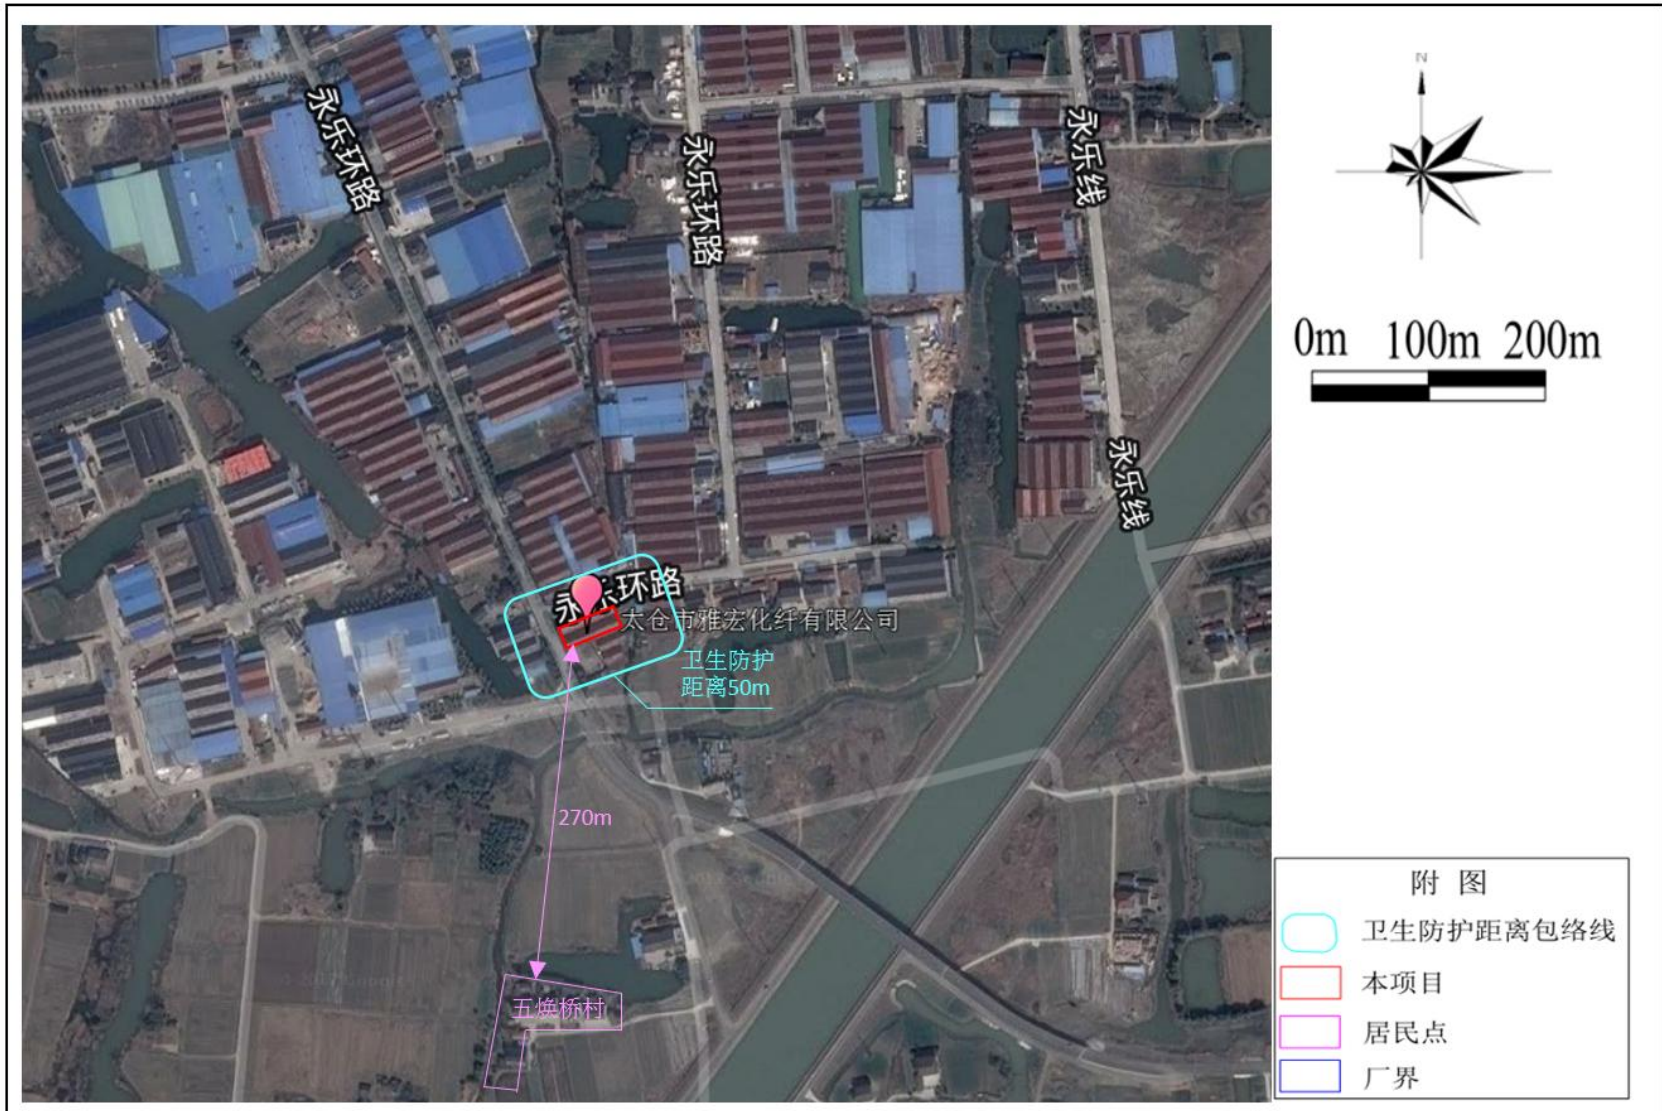 永乐环路
永乐环路
永乐线
永乐线
永乐环路
太仓市雅宏化纤有限公司
卫生防护
距离50m
270m
五焕桥村
N
0m 100m 200m
附 图
卫生防护距离包络线
本项目
居民点
厂界